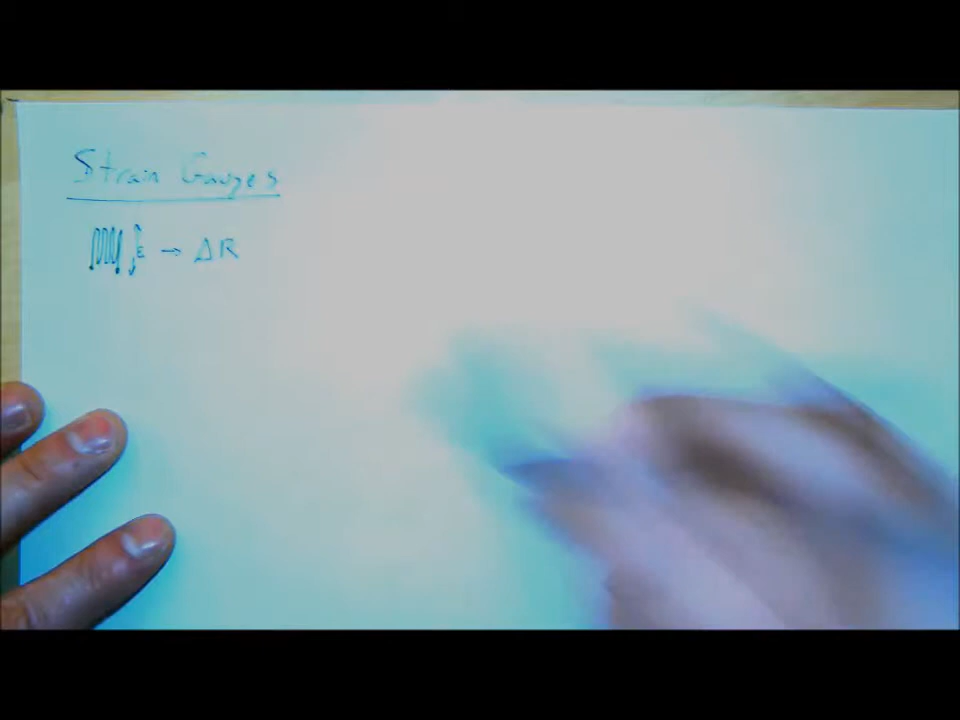 Strain Gauges
ε → ΔR